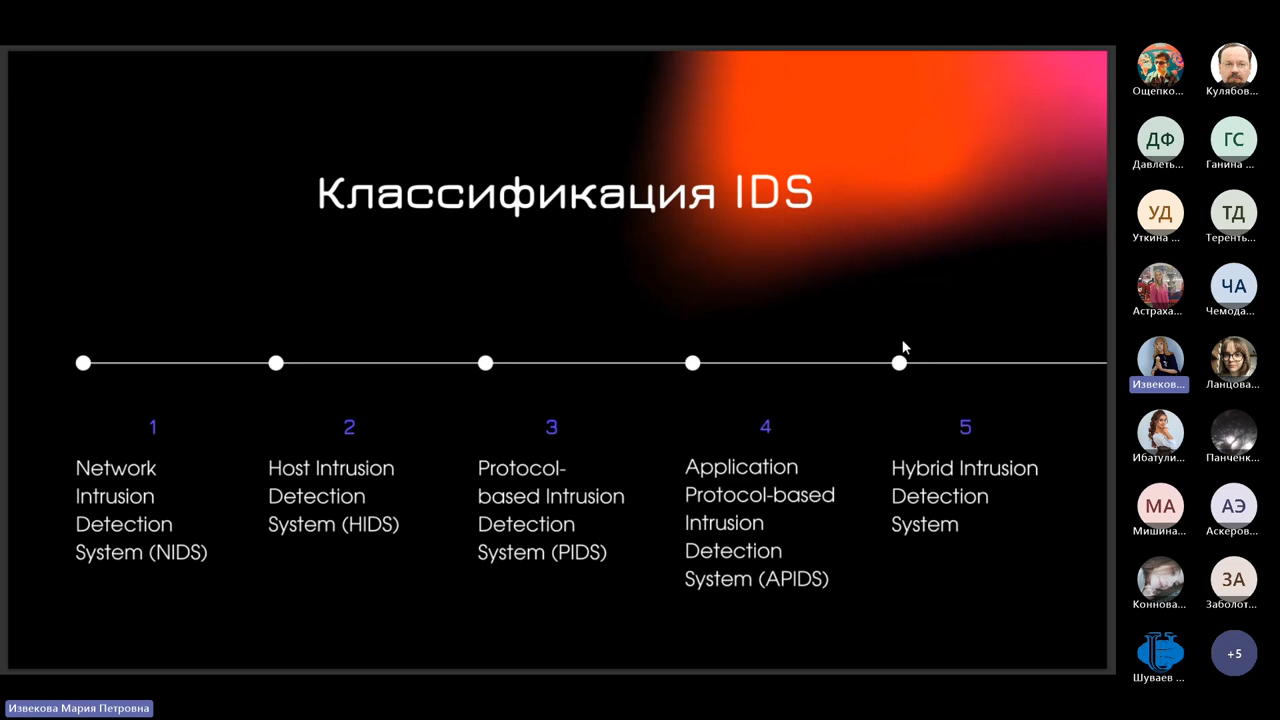 Классификация IDS
1
Network
Intrusion
Detection
System (NIDS)
2
Host Intrusion
Detection
System (HIDS)
3
Protocol-
based Intrusion
Detection
System (PIDS)
4
Application
Protocol-based
Intrusion
Detection
System (APIDS)
5
Hybrid Intrusion
Detection
System
Ощепко...
Кулябов...
ДФ
Давлеть...
ГС
Ганина ...
УД
Уткина ...
ТД
Теренть...
Астраха...
ЧА
Чемода...
Извеков...
Ланцова...
Ибатули...
Панченк...
МА
Мишина...
АЭ
Аскеров...
Коннова...
ЗА
Заболот...
Шуваев ...
+5
Извекова Мария Петровна